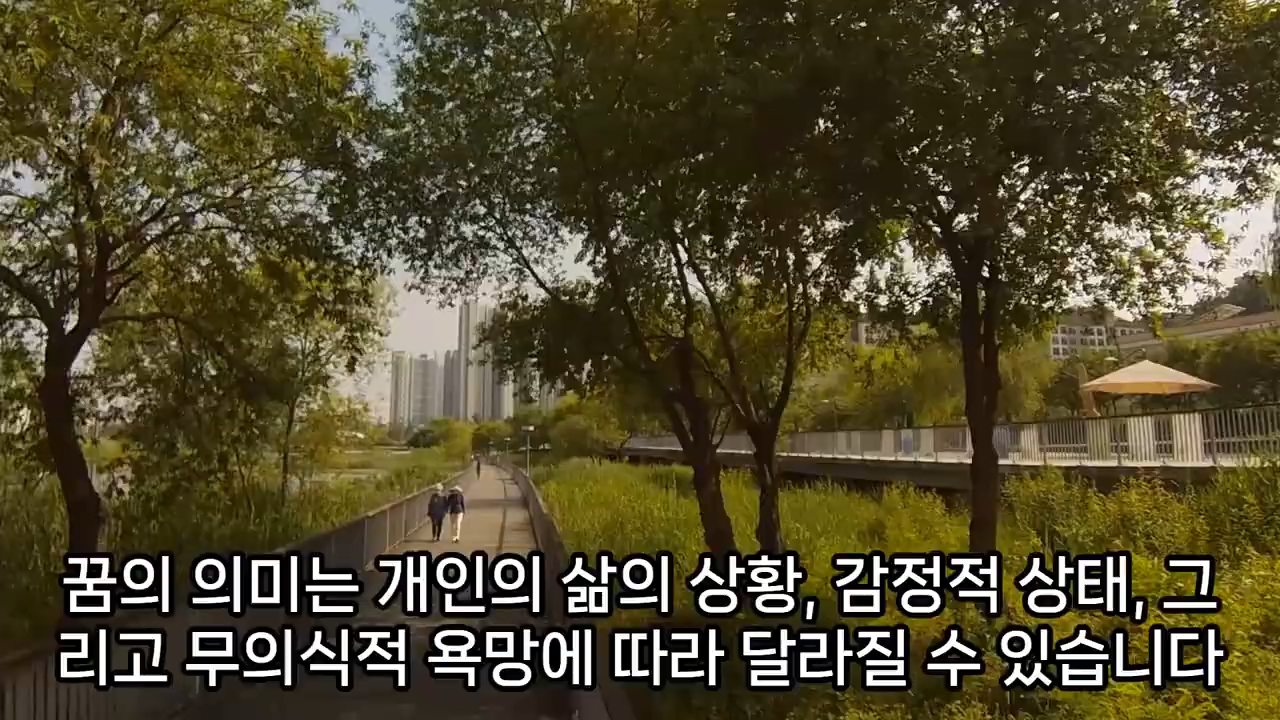 꿈의 의미는 개인의 삶의 상황, 감정적 상태, 그
리고 무의식적 욕망에 따라 달라질 수 있습니다